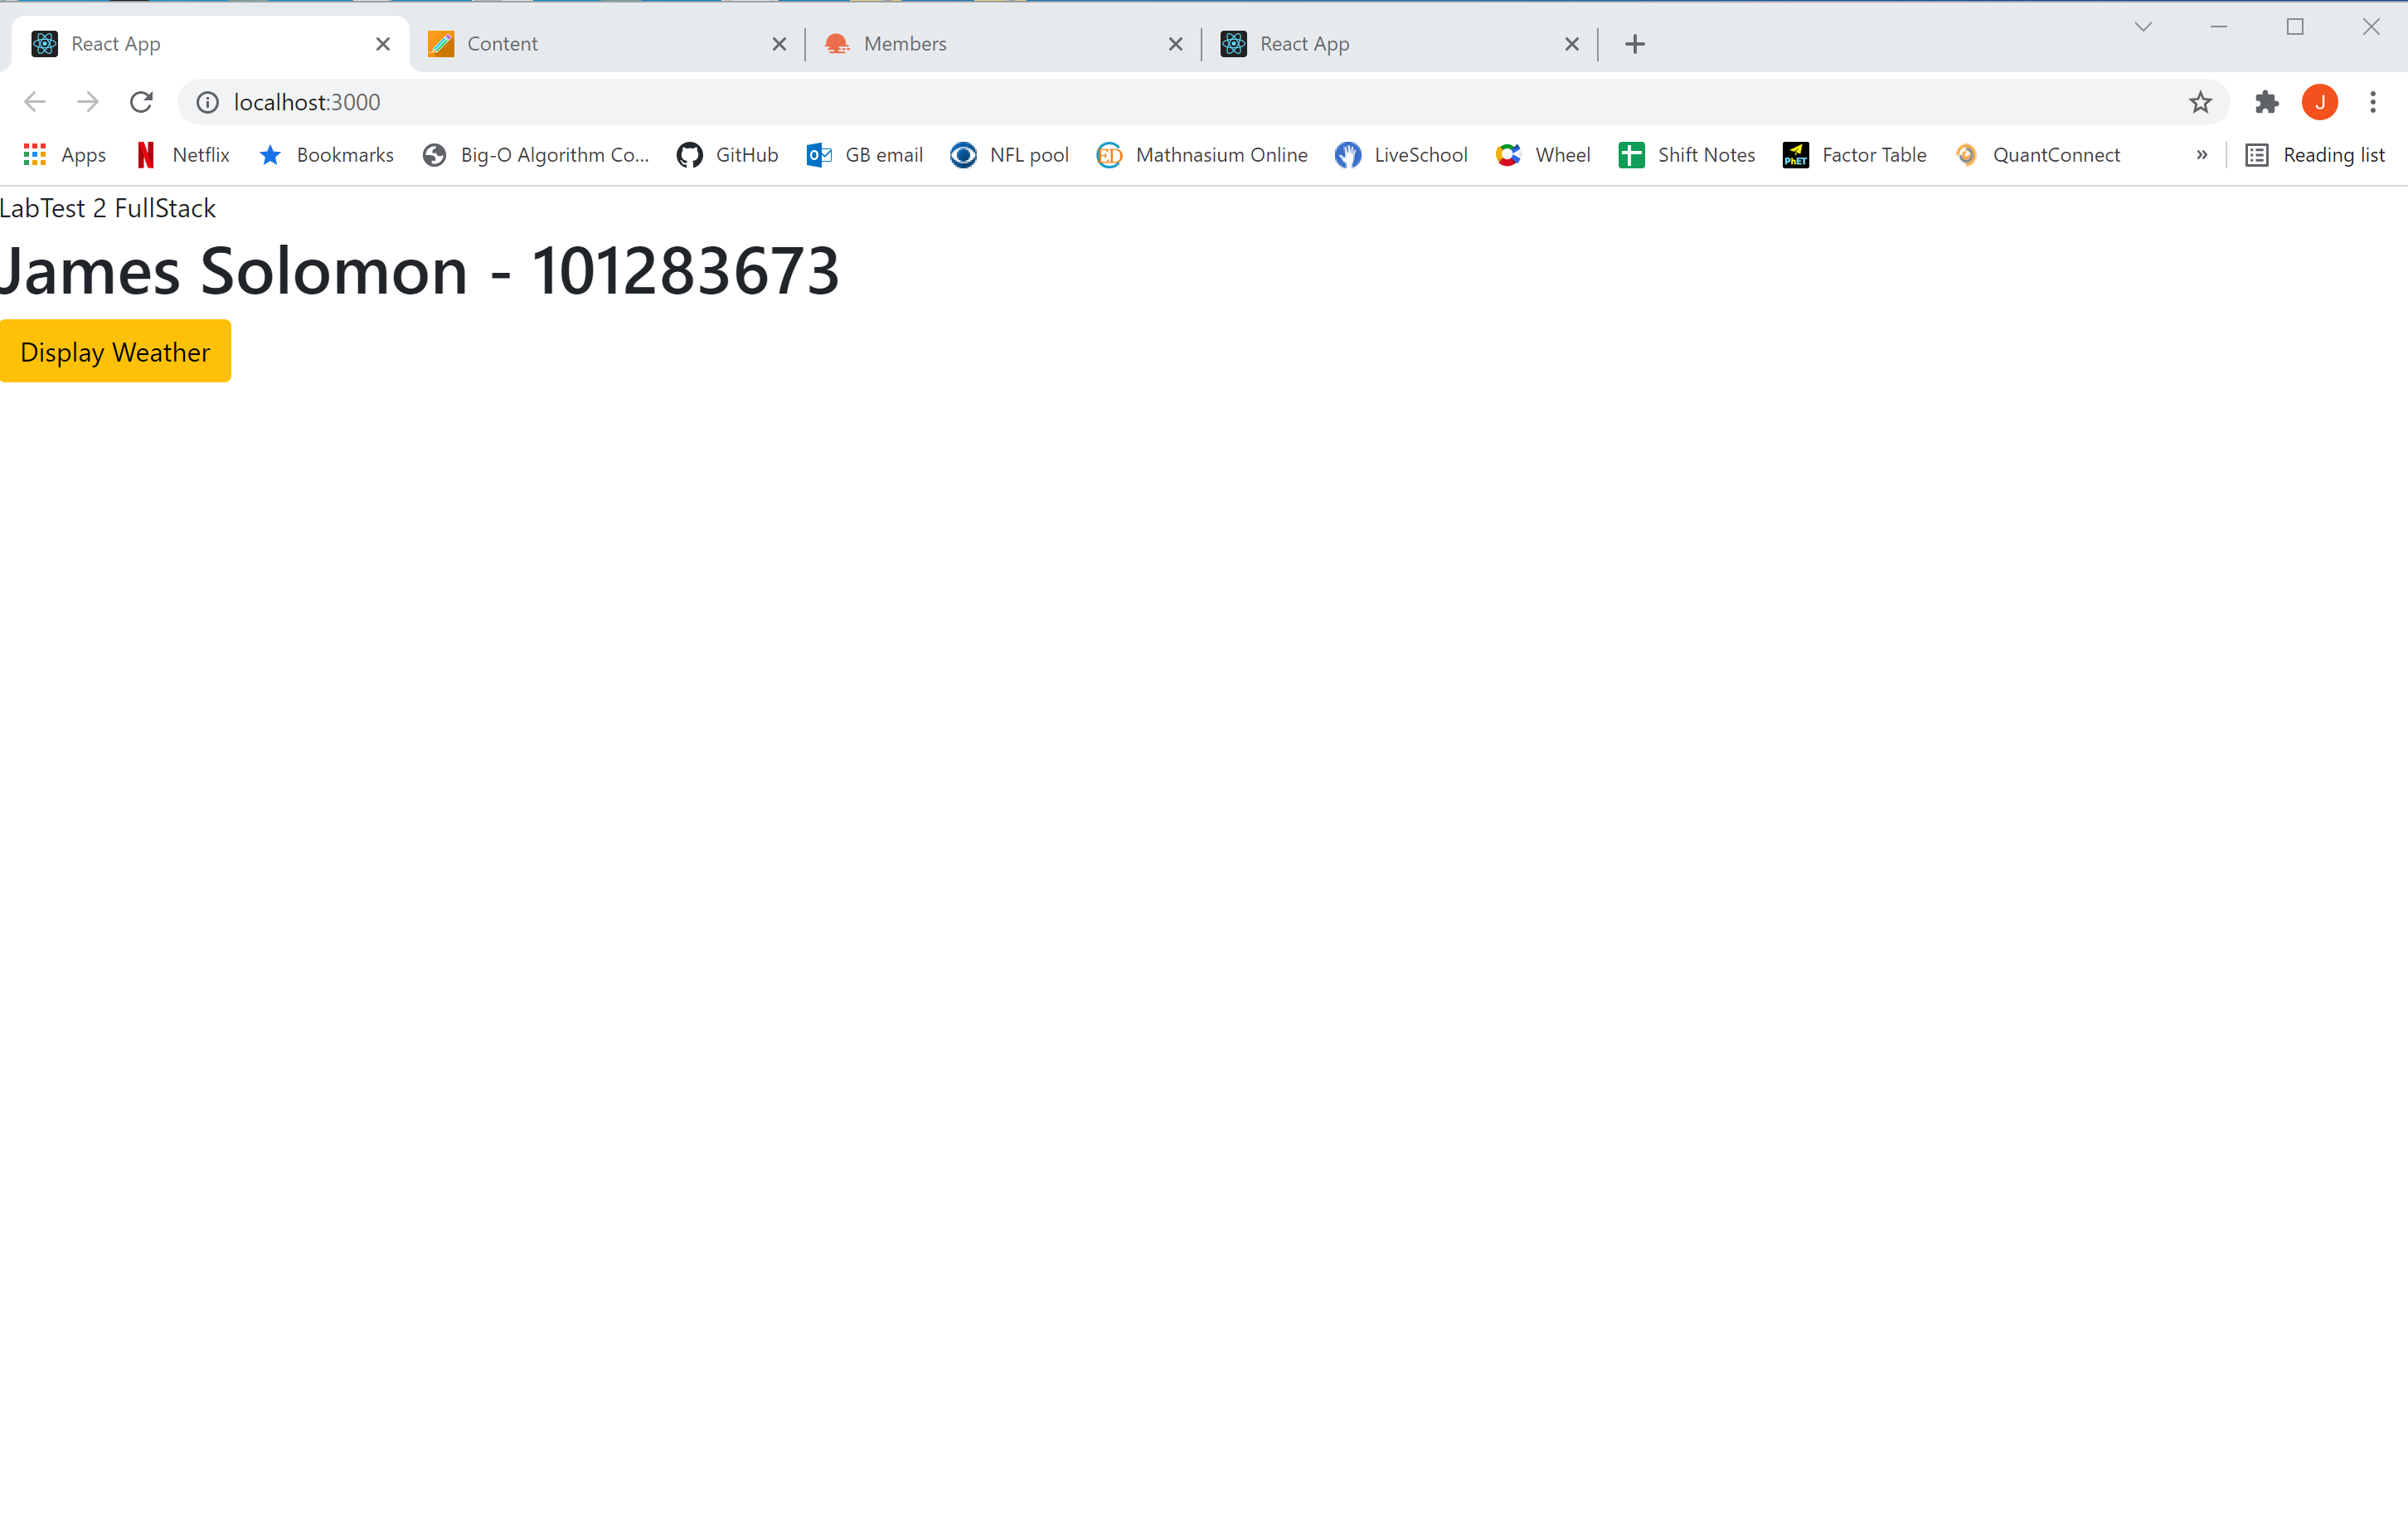 React App
Content
Members
React App
localhost:3000
J
Apps
Netflix
Bookmarks
Big-O Algorithm Co...
GitHub
GB email
NFL pool
Mathnasium Online
LiveSchool
Wheel
Shift Notes
Factor Table
QuantConnect
»
Reading list
LabTest 2 FullStack
James Solomon - 101283673
Display Weather